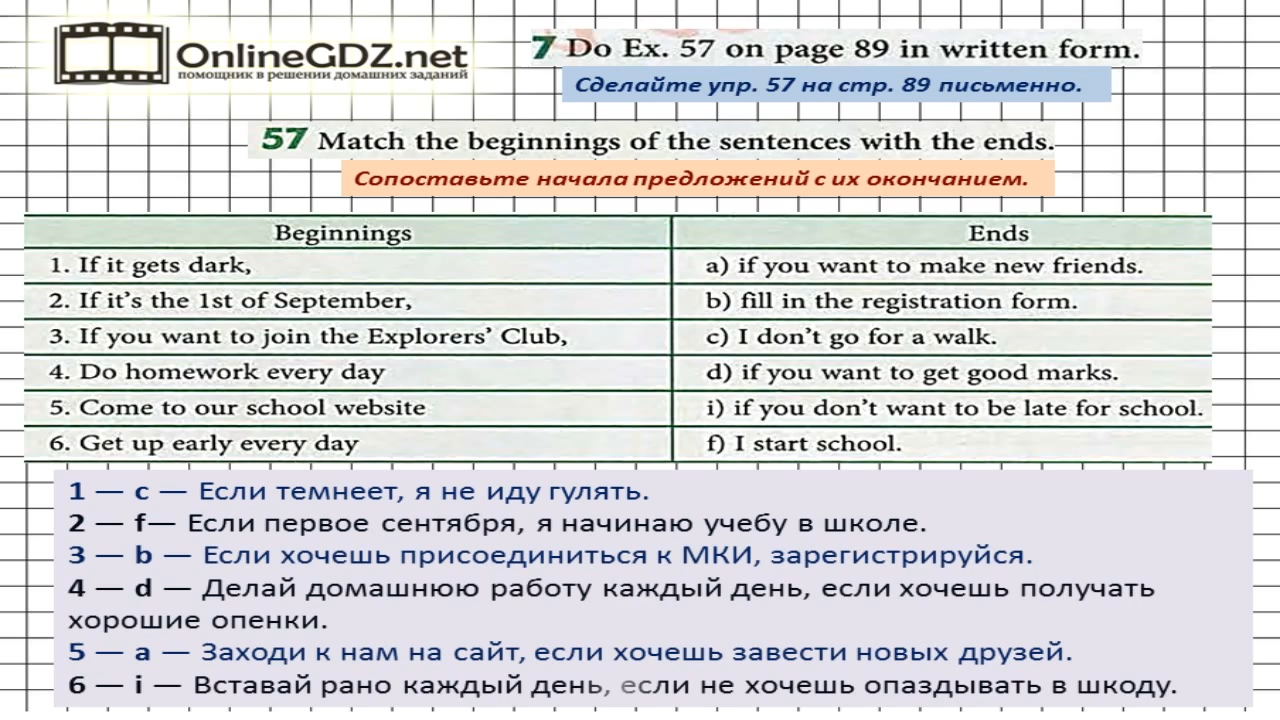 OnlineGDZ.net
помощник в решении домашних заданий
7 Do Ex. 57 on page 89 in written form.
Сделайте упр. 57 на стр. 89 письменно.
57 Match the beginnings of the sentences with the ends.
Сопоставьте начала предложений с их окончанием.
Beginnings Ends
1. If it gets dark, a) if you want to make new friends.
2. If it's the 1st of September, b) fill in the registration form.
3. If you want to join the Explorers' Club, c) I don't go for a walk.
4. Do homework every day d) if you want to get good marks.
5. Come to our school website i) if you don't want to be late for school.
6. Get up early every day f) I start school.
1 — c — Если темнеет, я не иду гулять.
2 — f— Если первое сентября, я начинаю учебу в школе.
3 — b — Если хочешь присоединиться к МКИ, зарегистрируйся.
4 — d — Делай домашнюю работу каждый день, если хочешь получать
хорошие опенки.
5 — a — Заходи к нам на сайт, если хочешь завести новых друзей.
6 — i — Вставай рано каждый день, если не хочешь опаздывать в шкоду.